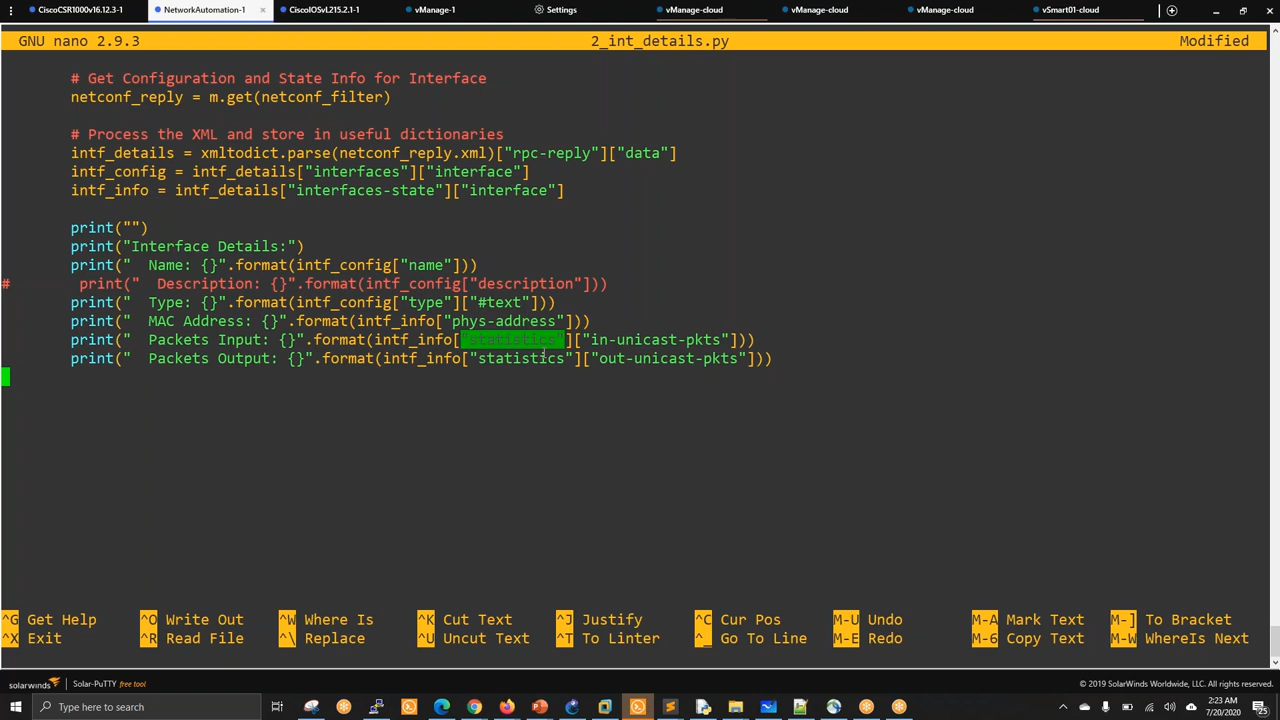 CiscoCSR1000v16.12.3-1 NetworkAutomation-1 × CiscoIOSvL215.2.1-1 vManage-1 Settings vManage-cloud vManage-cloud vManage-cloud vSmart01-cloud
GNU nano 2.9.3 2_int_details.py Modified
# Get Configuration and State Info for Interface
netconf_reply = m.get(netconf_filter)
# Process the XML and store in useful dictionaries
intf_details = xmltodict.parse(netconf_reply.xml)["rpc-reply"]["data"]
intf_config = intf_details["interfaces"]["interface"]
intf_info = intf_details["interfaces-state"]["interface"]
print("")
print("Interface Details:")
print("  Name: {}".format(intf_config["name"]))
#        print("  Description: {}".format(intf_config["description"]))
print("  Type: {}".format(intf_config["type"]["#text"]))
print("  MAC Address: {}".format(intf_info["phys-address"]))
print("  Packets Input: {}".format(intf_info["statistics"]["in-unicast-pkts"]))
print("  Packets Output: {}".format(intf_info["statistics"]["out-unicast-pkts"]))
^G Get Help ^O Write Out ^W Where Is ^K Cut Text ^J Justify ^C Cur Pos M-U Undo M-A Mark Text M-] To Bracket
^X Exit ^R Read File ^\ Replace ^U Uncut Text ^T To Linter ^_ Go To Line M-E Redo M-6 Copy Text M-W WhereIs Next
solarwinds Solar-PuTTY free tool © 2019 SolarWinds Worldwide, LLC. All rights reserved.
Type here to search
2:23 AM
7/20/2020